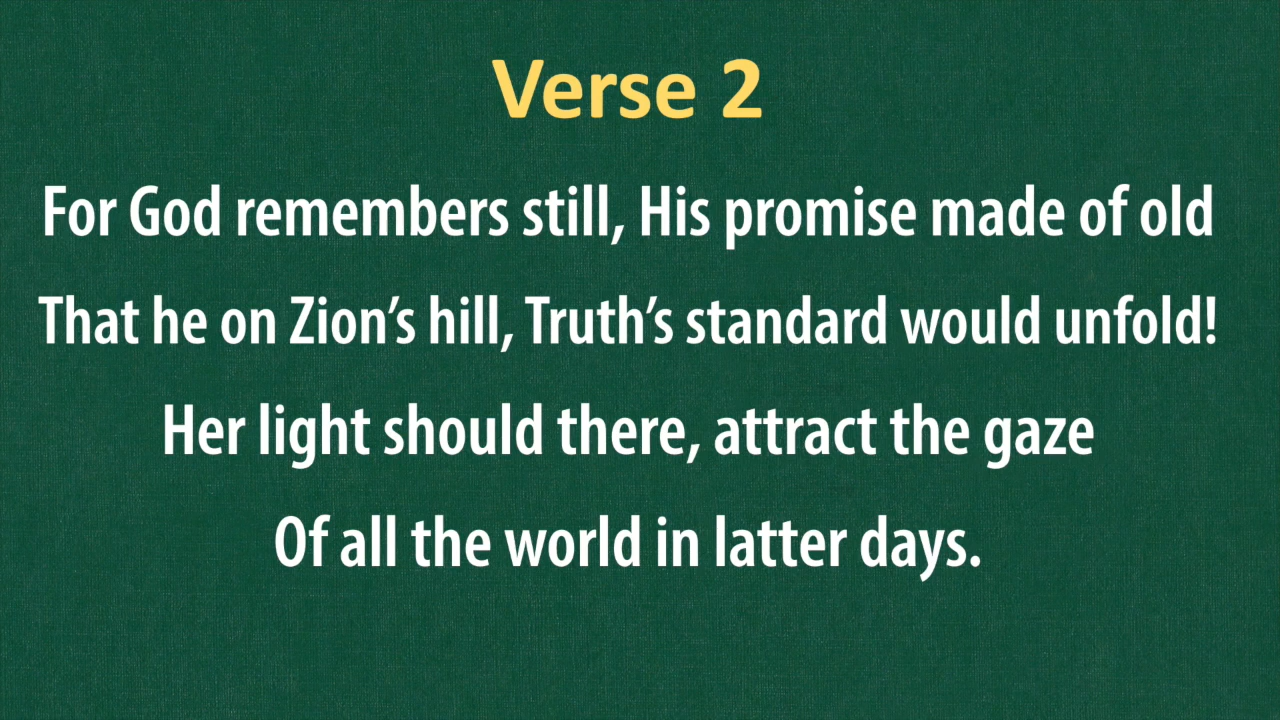 Verse 2
For God remembers still, His promise made of old
That he on Zion’s hill, Truth’s standard would unfold!
Her light should there, attract the gaze
Of all the world in latter days.